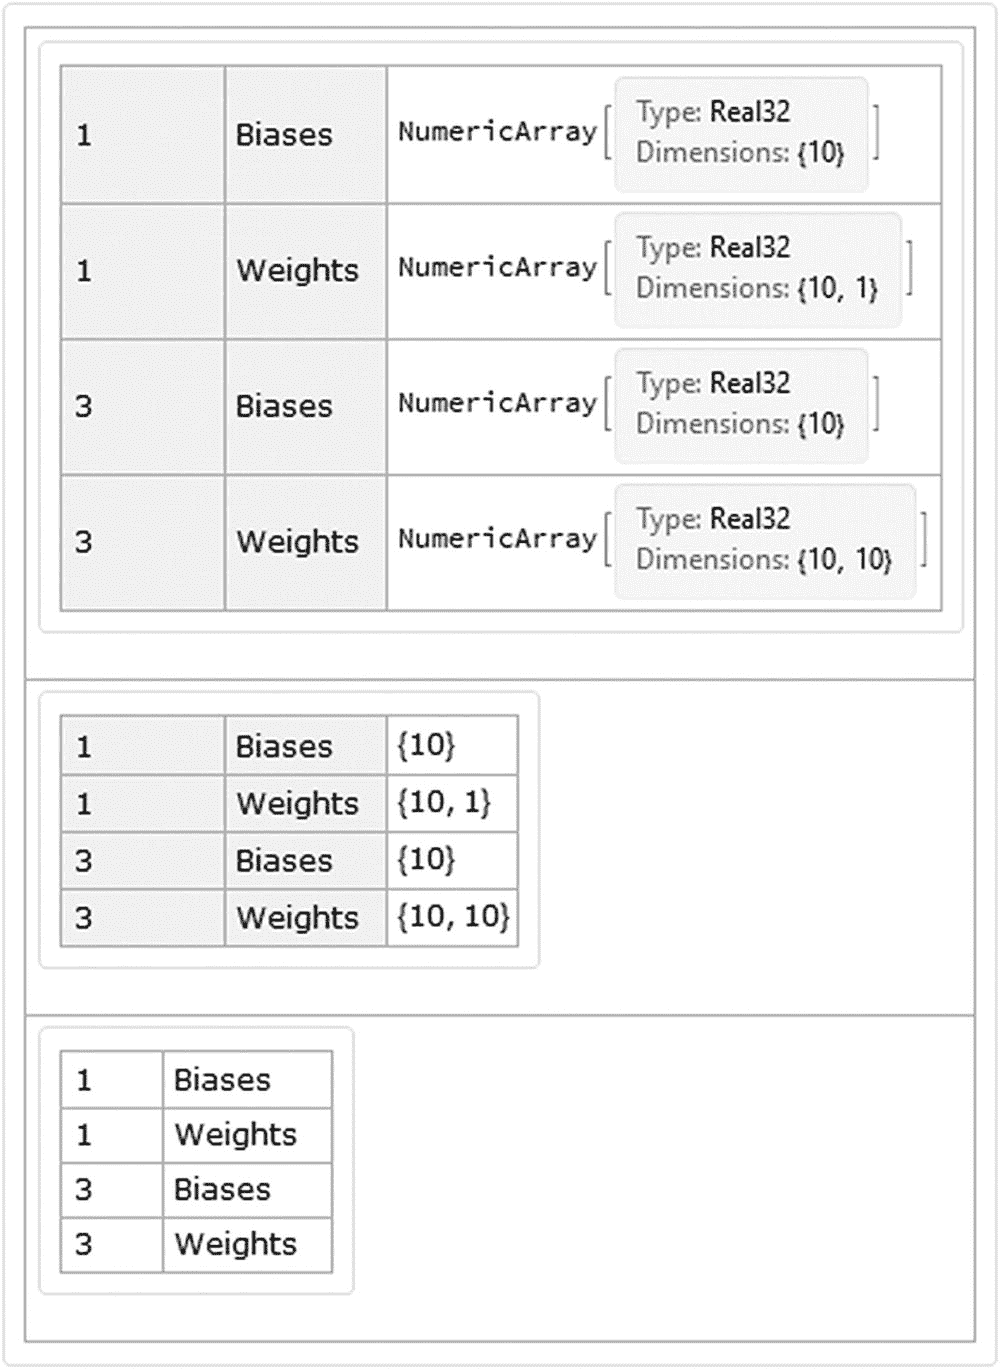 1 Biases NumericArray[ Type: Real32
Dimensions: {10} ]
1 Weights NumericArray[ Type: Real32
Dimensions: {10, 1} ]
3 Biases NumericArray[ Type: Real32
Dimensions: {10} ]
3 Weights NumericArray[ Type: Real32
Dimensions: {10, 10} ]
1 Biases {10}
1 Weights {10, 1}
3 Biases {10}
3 Weights {10, 10}
1 Biases
1 Weights
3 Biases
3 Weights